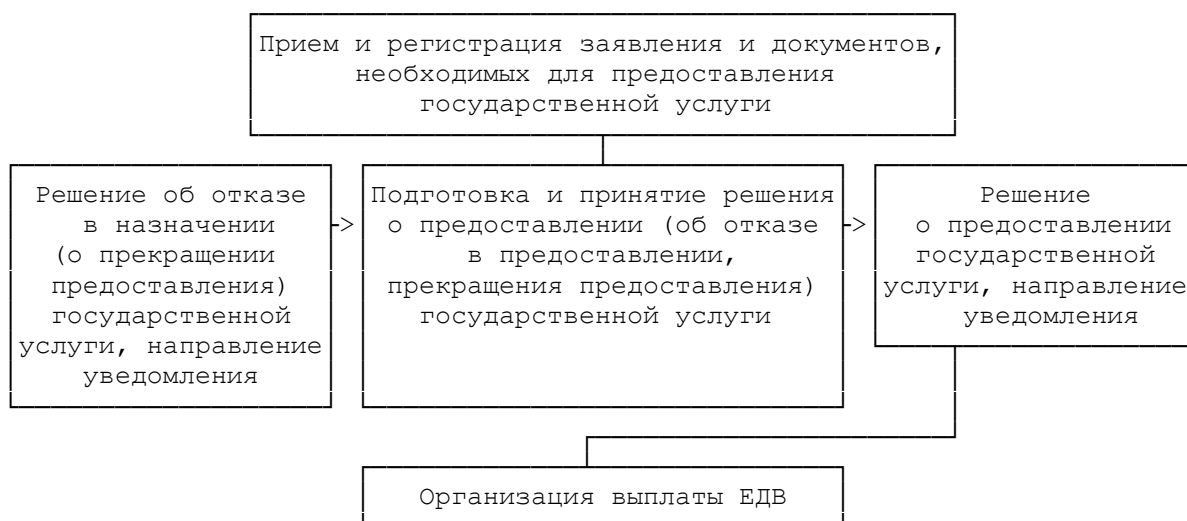 Прием и регистрация заявления и документов,
необходимых для предоставления
государственной услуги
Решение об отказе
в назначении
(о прекращении
предоставления)
государственной
услуги, направление
уведомления
->
Подготовка и принятие решения
о предоставлении (об отказе
в предоставлении,
прекращения предоставления)
государственной услуги
->
Решение
о предоставлении
государственной
услуги, направление
уведомления
Организация выплаты ЕДВ